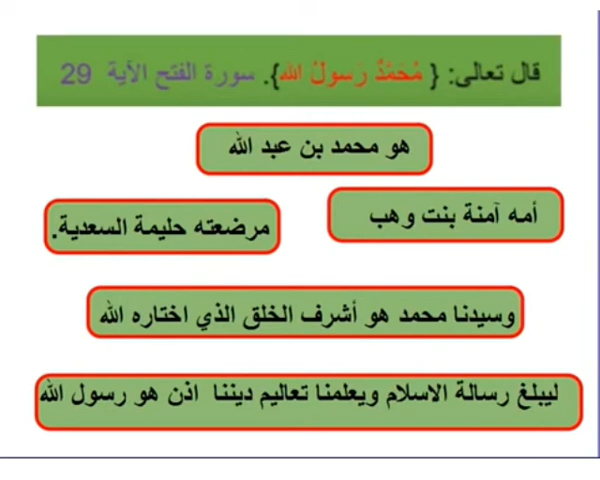 قال تعالى: { مُحَمَّدٌ رَسولُ الله}. سورة الفتح الآية 29
هو محمد بن عبد الله
أمه آمنة بنت وهب
مرضعته حليمة السعدية.
وسيدنا محمد هو أشرف الخلق الذي اختاره الله
ليبلغ رسالة الاسلام ويعلمنا تعاليم ديننا اذن هو رسول الله